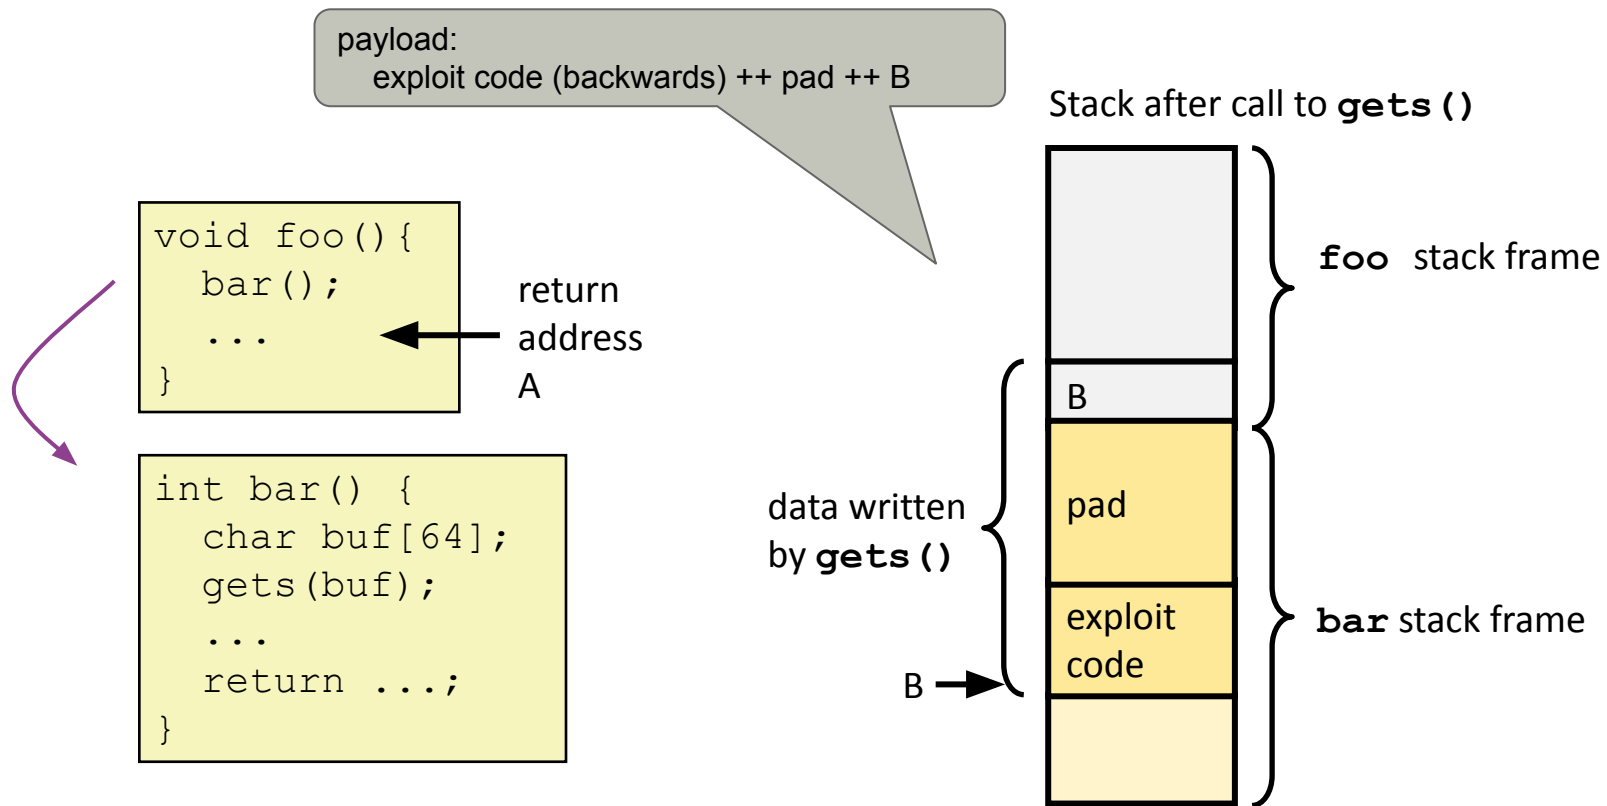 payload:
exploit code (backwards) ++ pad ++ B
Stack after call to gets()
void foo(){
bar();
...
}
return
address
A
int bar() {
char buf[64];
gets(buf);
...
return ...;
}
data written
by gets()
B
B
pad
exploit
code
foo stack frame
bar stack frame